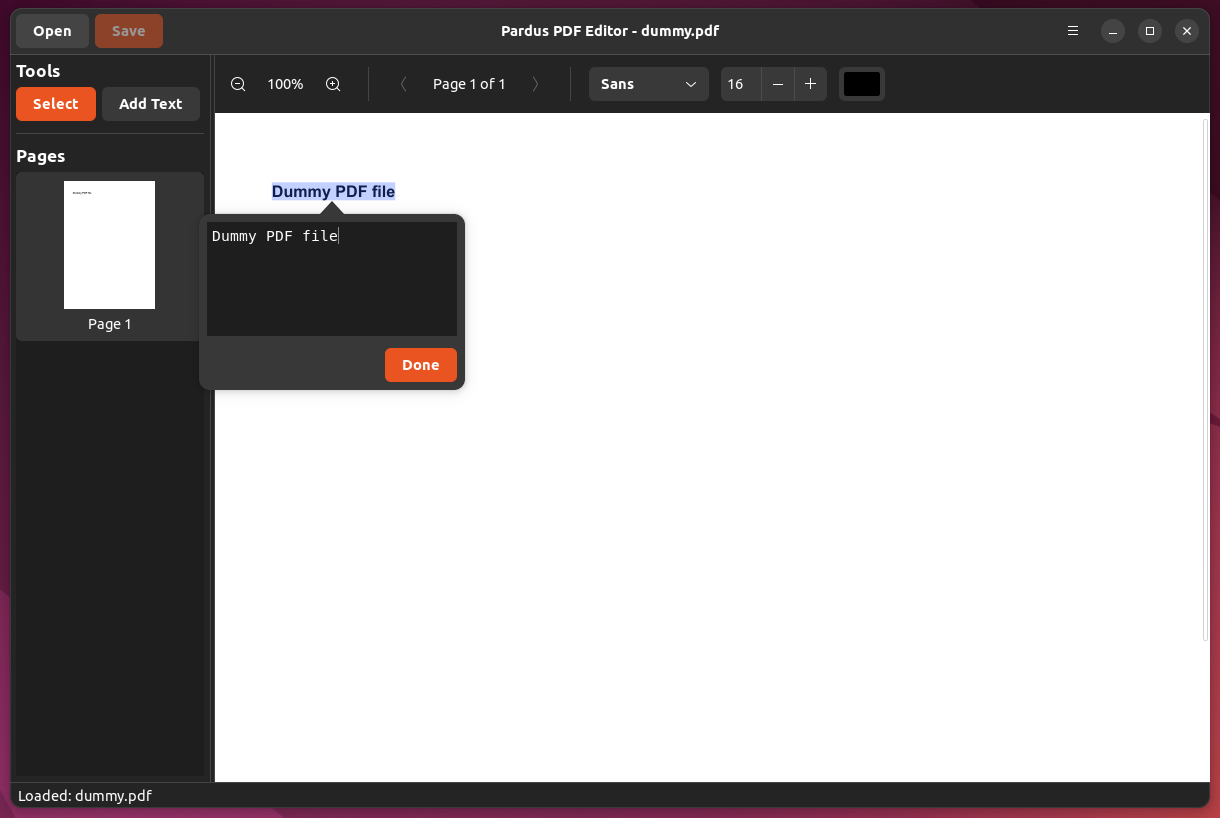 Open
Save
Pardus PDF Editor - dummy.pdf
Tools
Select
Add Text
100%
Page 1 of 1
Sans
16
Pages
Page 1
Dummy PDF file
Dummy PDF file
Done
Loaded: dummy.pdf